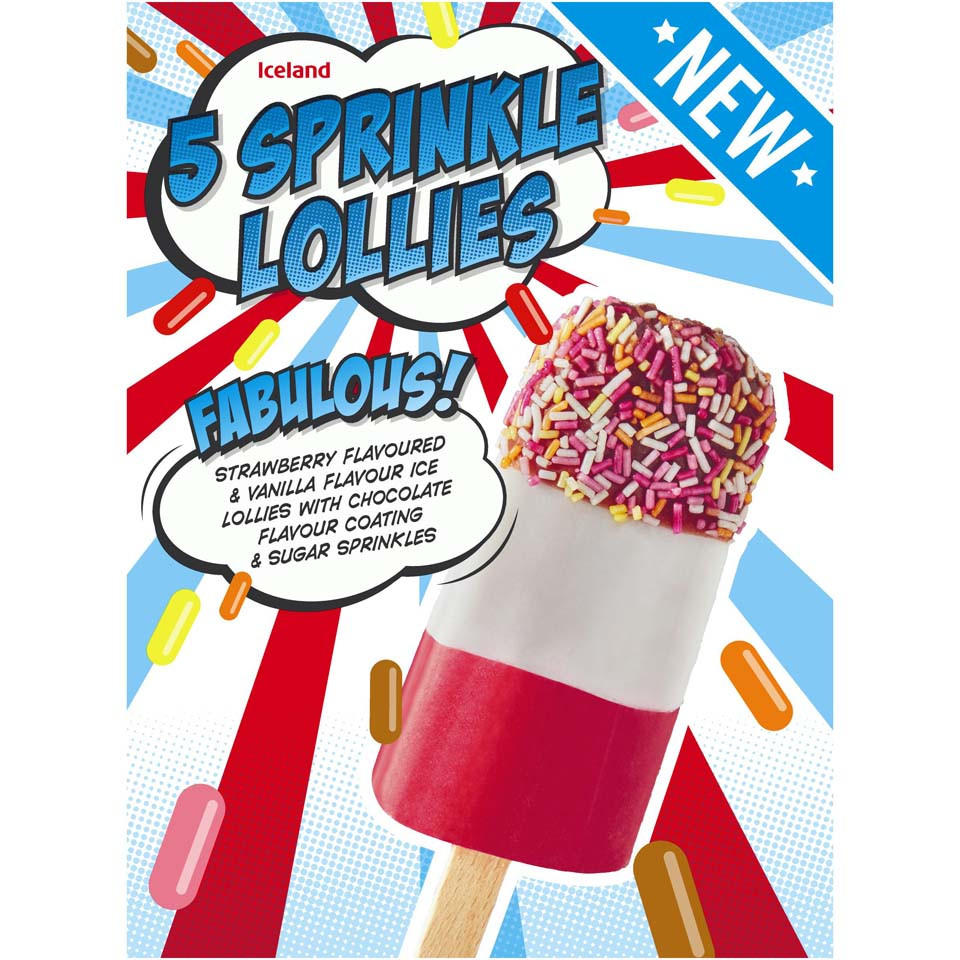 Iceland
5 SPRINKLE
LOLLIES
NEW
FABULOUS!
STRAWBERRY FLAVOURED
& VANILLA FLAVOUR ICE
LOLLIES WITH CHOCOLATE
FLAVOUR COATING
& SUGAR SPRINKLES